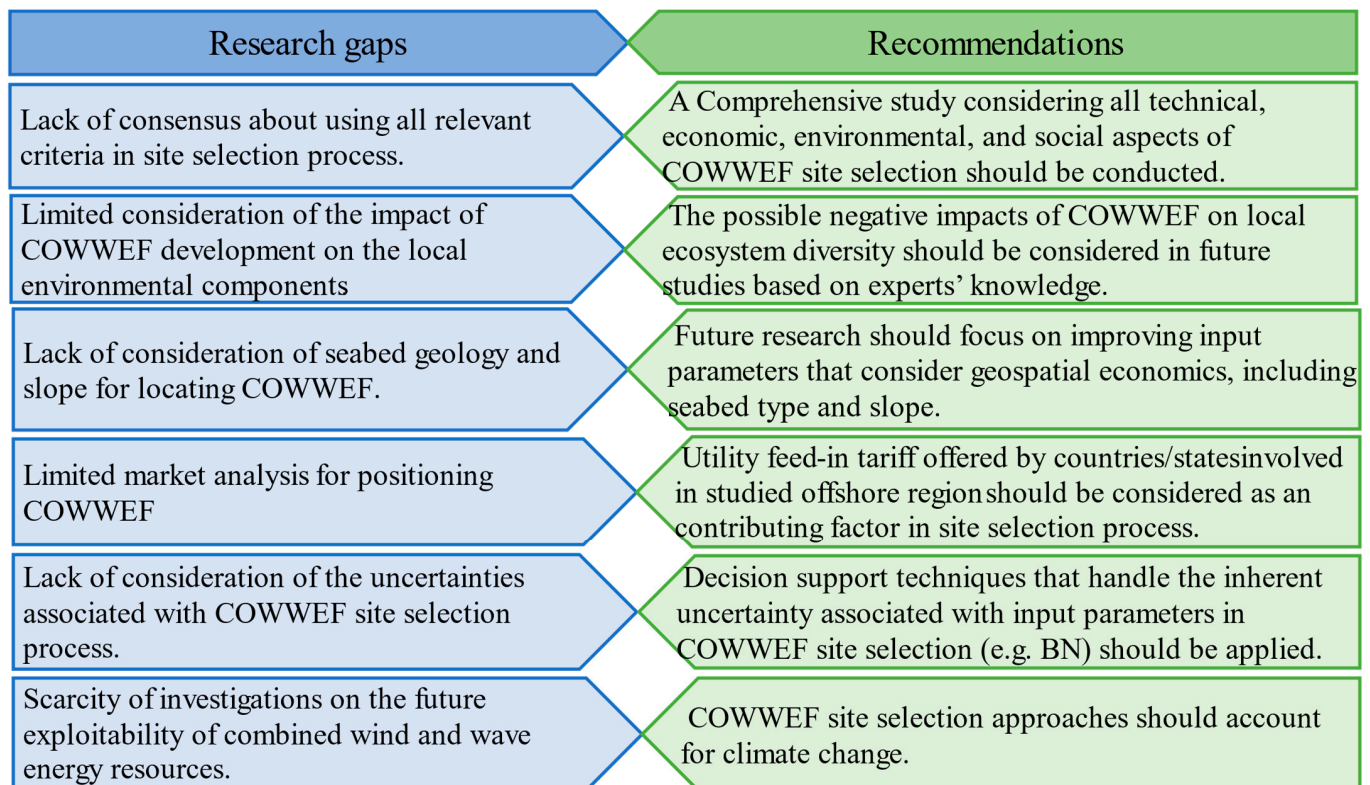 Research gaps
Recommendations
Lack of consensus about using all relevant
criteria in site selection process.
A Comprehensive study considering all technical,
economic, environmental, and social aspects of
COWWEF site selection should be conducted.
Limited consideration of the impact of
COWWEF development on the local
environmental components
The possible negative impacts of COWWEF on local
ecosystem diversity should be considered in future
studies based on experts’ knowledge.
Lack of consideration of seabed geology and
slope for locating COWWEF.
Future research should focus on improving input
parameters that consider geospatial economics, including
seabed type and slope.
Limited market analysis for positioning
COWWEF
Utility feed-in tariff offered by countries/statesinvolved
in studied offshore regionshould be considered as an
contributing factor in site selection process.
Lack of consideration of the uncertainties
associated with COWWEF site selection
process.
Decision support techniques that handle the inherent
uncertainty associated with input parameters in
COWWEF site selection (e.g. BN) should be applied.
Scarcity of investigations on the future
exploitability of combined wind and wave
energy resources.
COWWEF site selection approaches should account
for climate change.